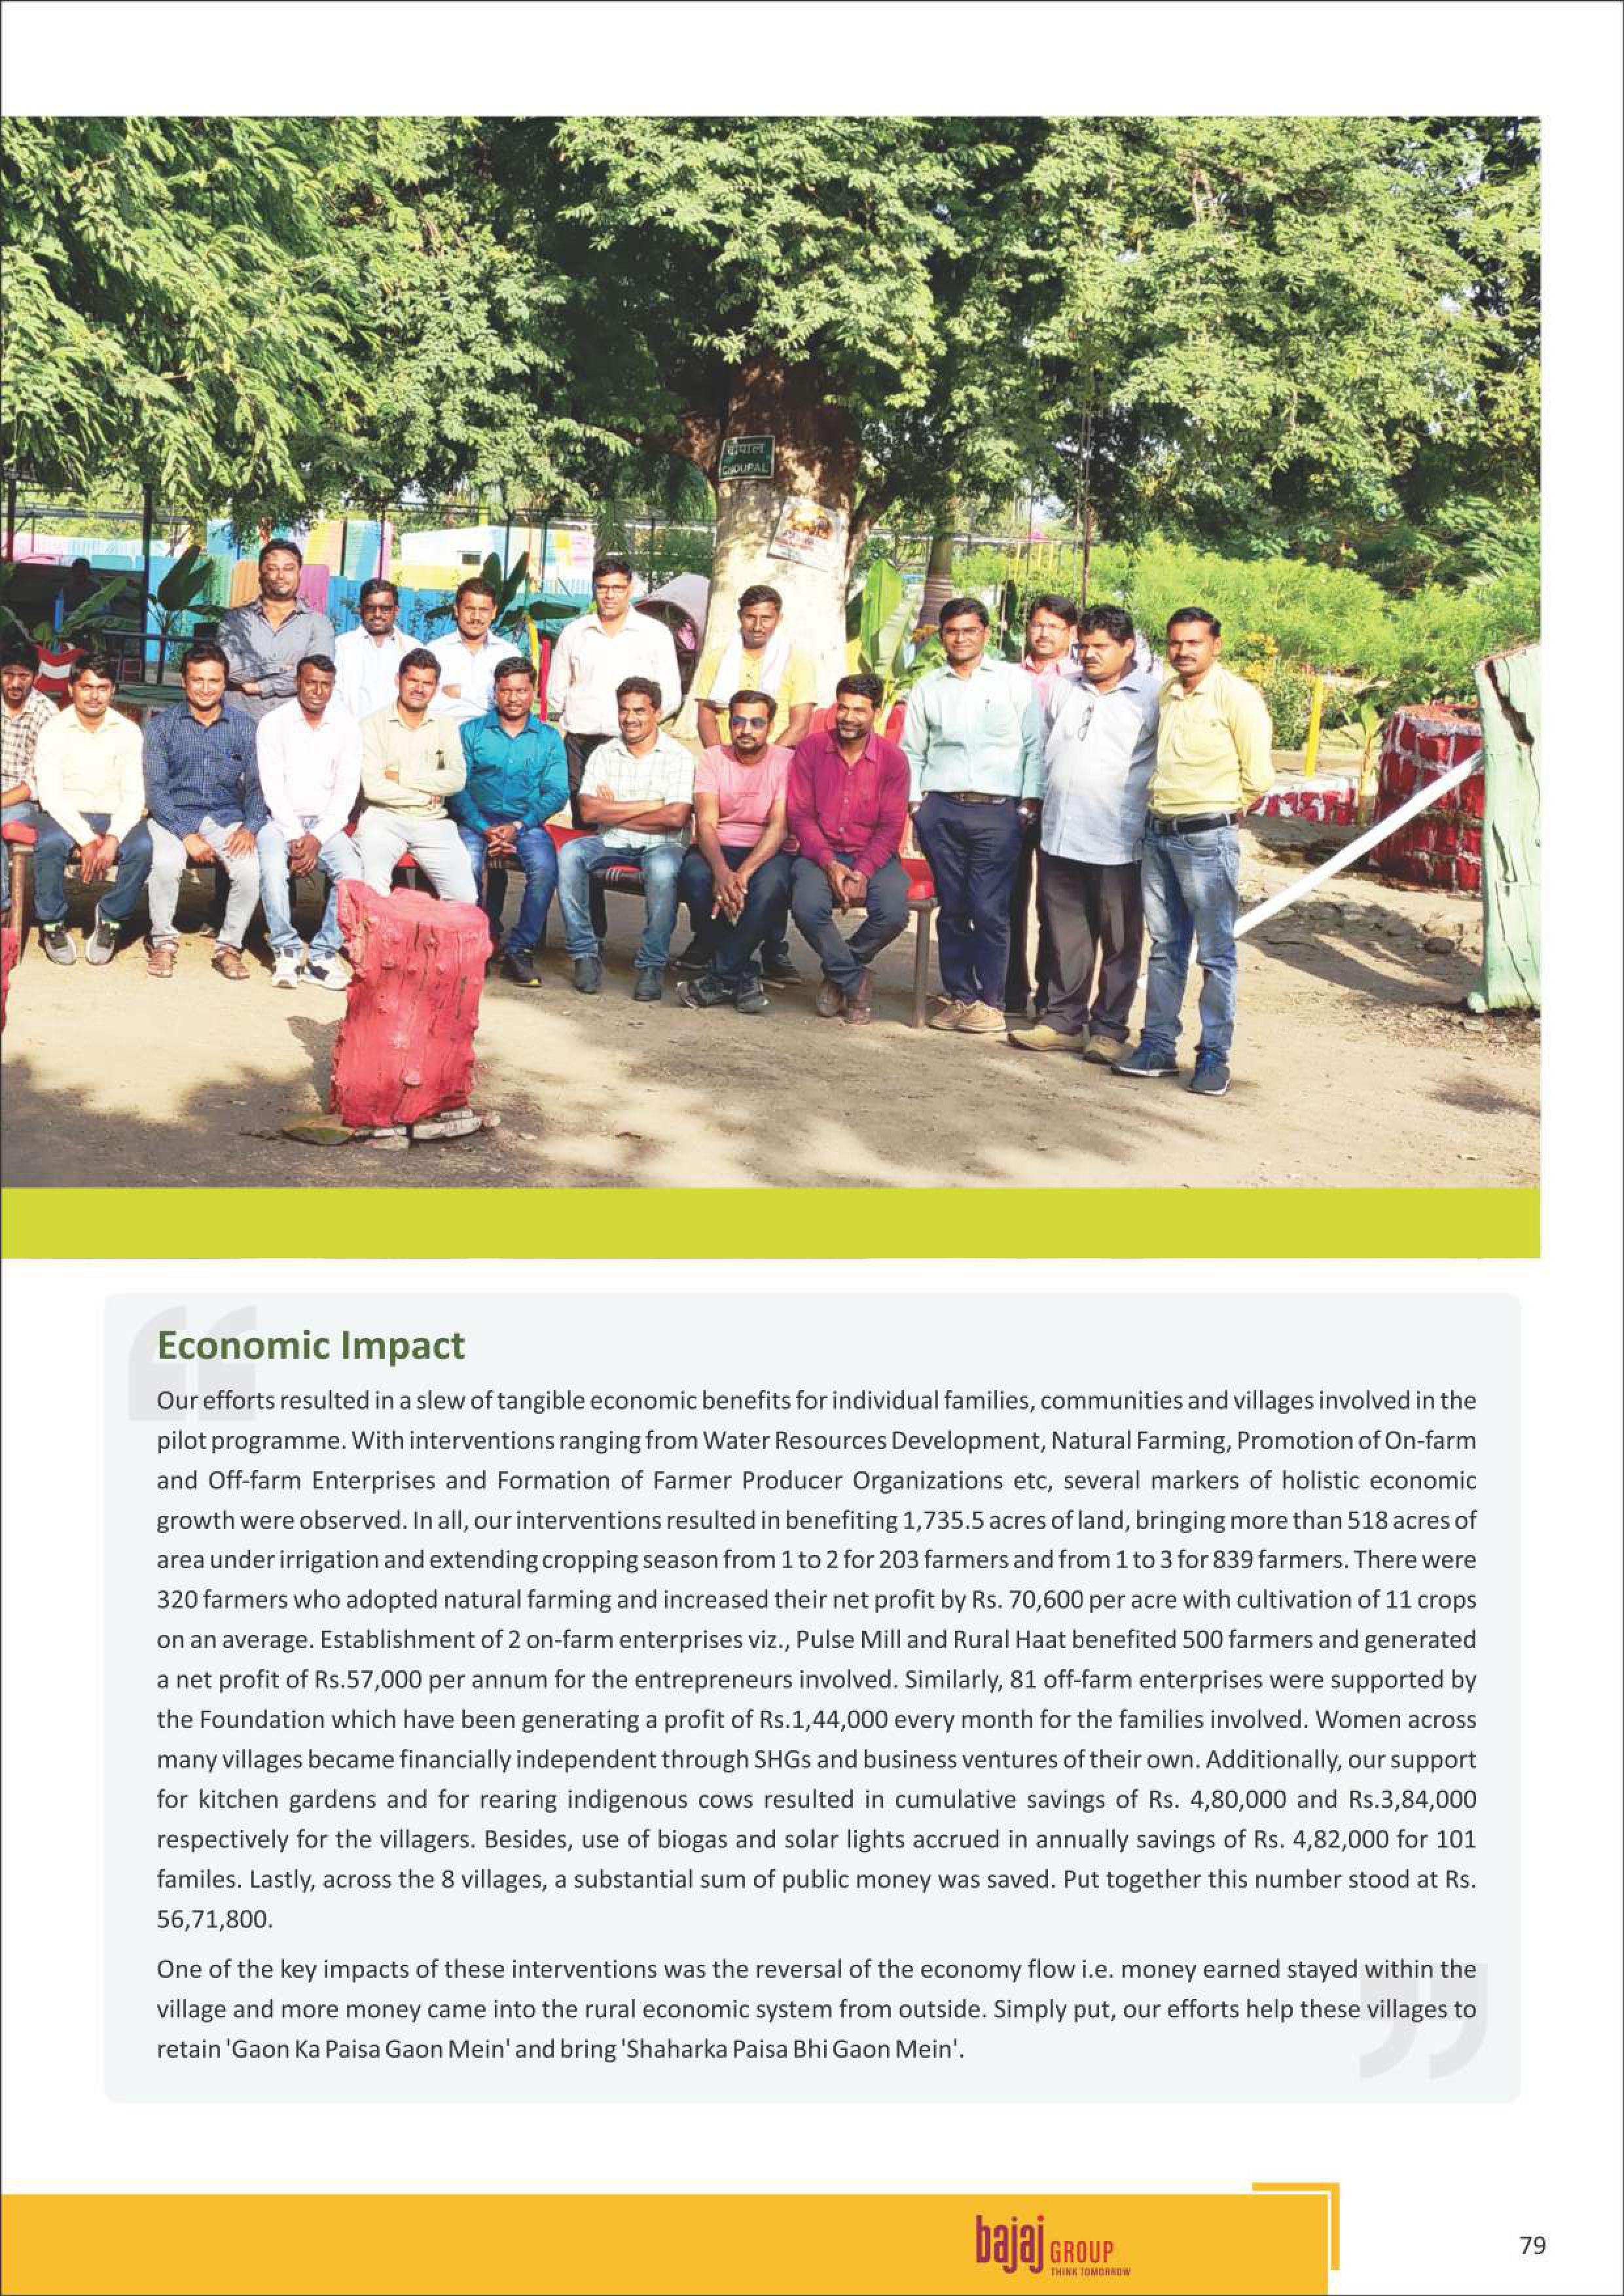 चौपाल
CHOUPAL
Economic Impact
Our efforts resulted in a slew of tangible economic benefits for individual families, communities and villages involved in the
pilot programme. With interventions ranging from Water Resources Development, Natural Farming, Promotion of On-farm
and Off-farm Enterprises and Formation of Farmer Producer Organizations etc, several markers of holistic economic
growth were observed. In all, our interventions resulted in benefiting 1,735.5 acres of land, bringing more than 518 acres of
area under irrigation and extending cropping season from 1 to 2 for 203 farmers and from 1 to 3 for 839 farmers. There were
320 farmers who adopted natural farming and increased their net profit by Rs. 70,600 per acre with cultivation of 11 crops
on an average. Establishment of 2 on-farm enterprises viz., Pulse Mill and Rural Haat benefited 500 farmers and generated
a net profit of Rs.57,000 per annum for the entrepreneurs involved. Similarly, 81 off-farm enterprises were supported by
the Foundation which have been generating a profit of Rs.1,44,000 every month for the families involved. Women across
many villages became financially independent through SHGs and business ventures of their own. Additionally, our support
for kitchen gardens and for rearing indigenous cows resulted in cumulative savings of Rs. 4,80,000 and Rs.3,84,000
respectively for the villagers. Besides, use of biogas and solar lights accrued in annually savings of Rs. 4,82,000 for 101
familes. Lastly, across the 8 villages, a substantial sum of public money was saved. Put together this number stood at Rs.
56,71,800.
One of the key impacts of these interventions was the reversal of the economy flow i.e. money earned stayed within the
village and more money came into the rural economic system from outside. Simply put, our efforts help these villages to
retain 'Gaon Ka Paisa Gaon Mein' and bring 'Shaharka Paisa Bhi Gaon Mein'.
bajaj GROUP
THINK TOMORROW
79